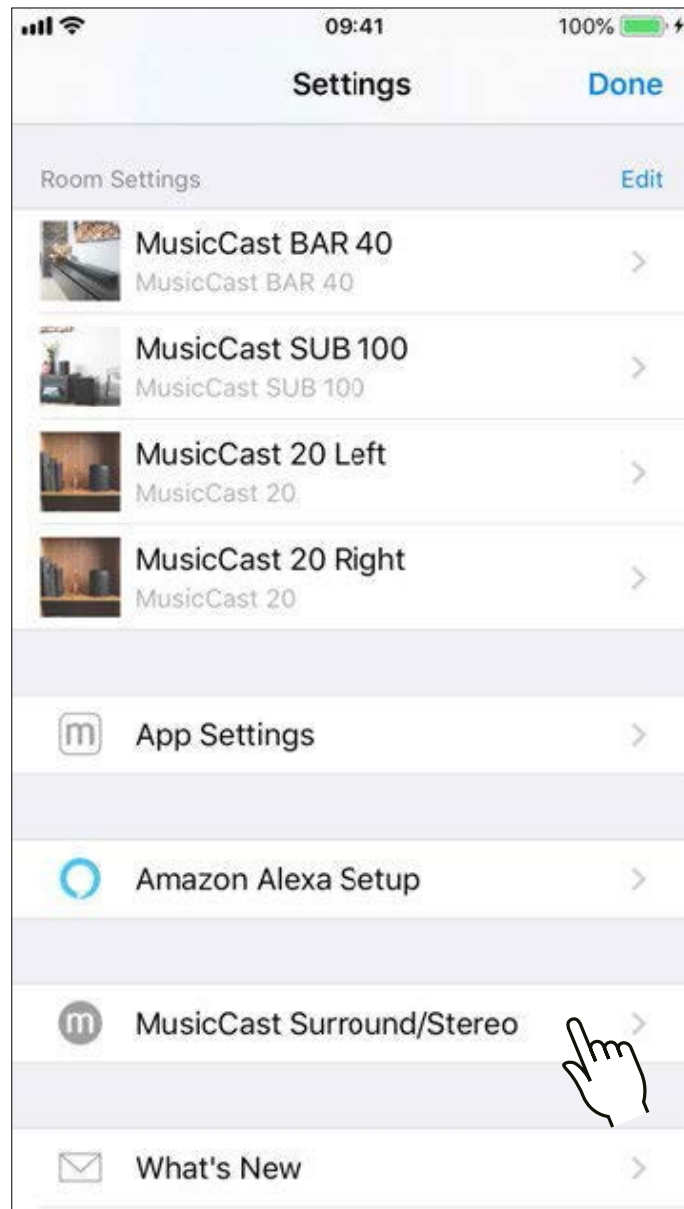 09:41
100%
Settings
Done
Room Settings
Edit
MusicCast BAR 40
MusicCast BAR 40
MusicCast SUB 100
MusicCast SUB 100
MusicCast 20 Left
MusicCast 20
MusicCast 20 Right
MusicCast 20
m App Settings
Amazon Alexa Setup
m MusicCast Surround/Stereo
What's New